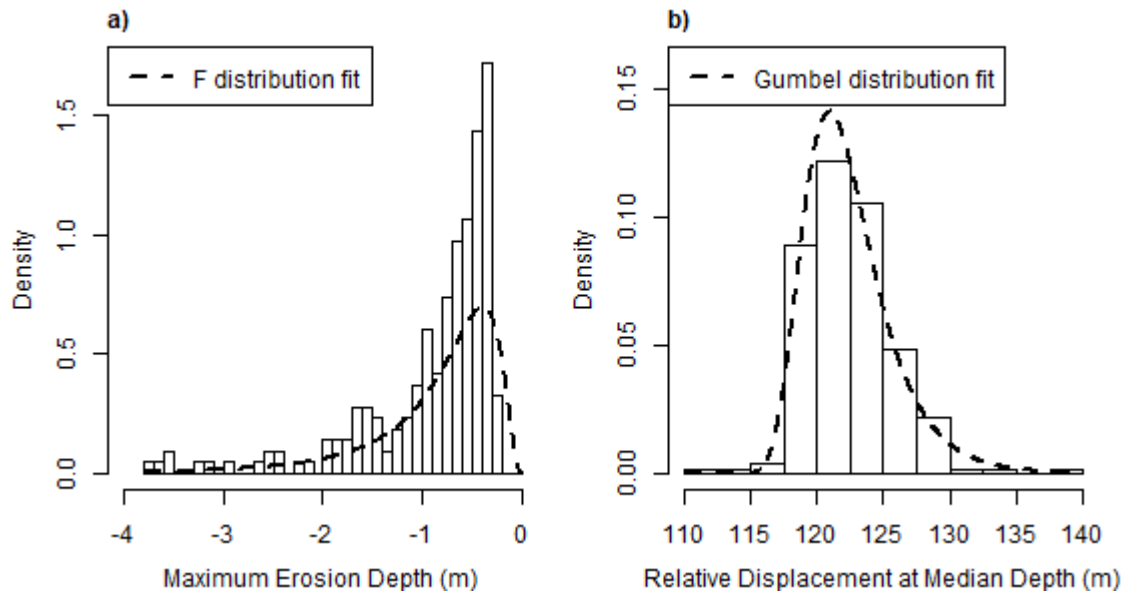 a)
F distribution fit
Density
0.0 0.5 1.0 1.5
-4 -3 -2 -1 0
Maximum Erosion Depth (m)
b)
Gumbel distribution fit
Density
0.00 0.05 0.10 0.15
110 115 120 125 130 135 140
Relative Displacement at Median Depth (m)